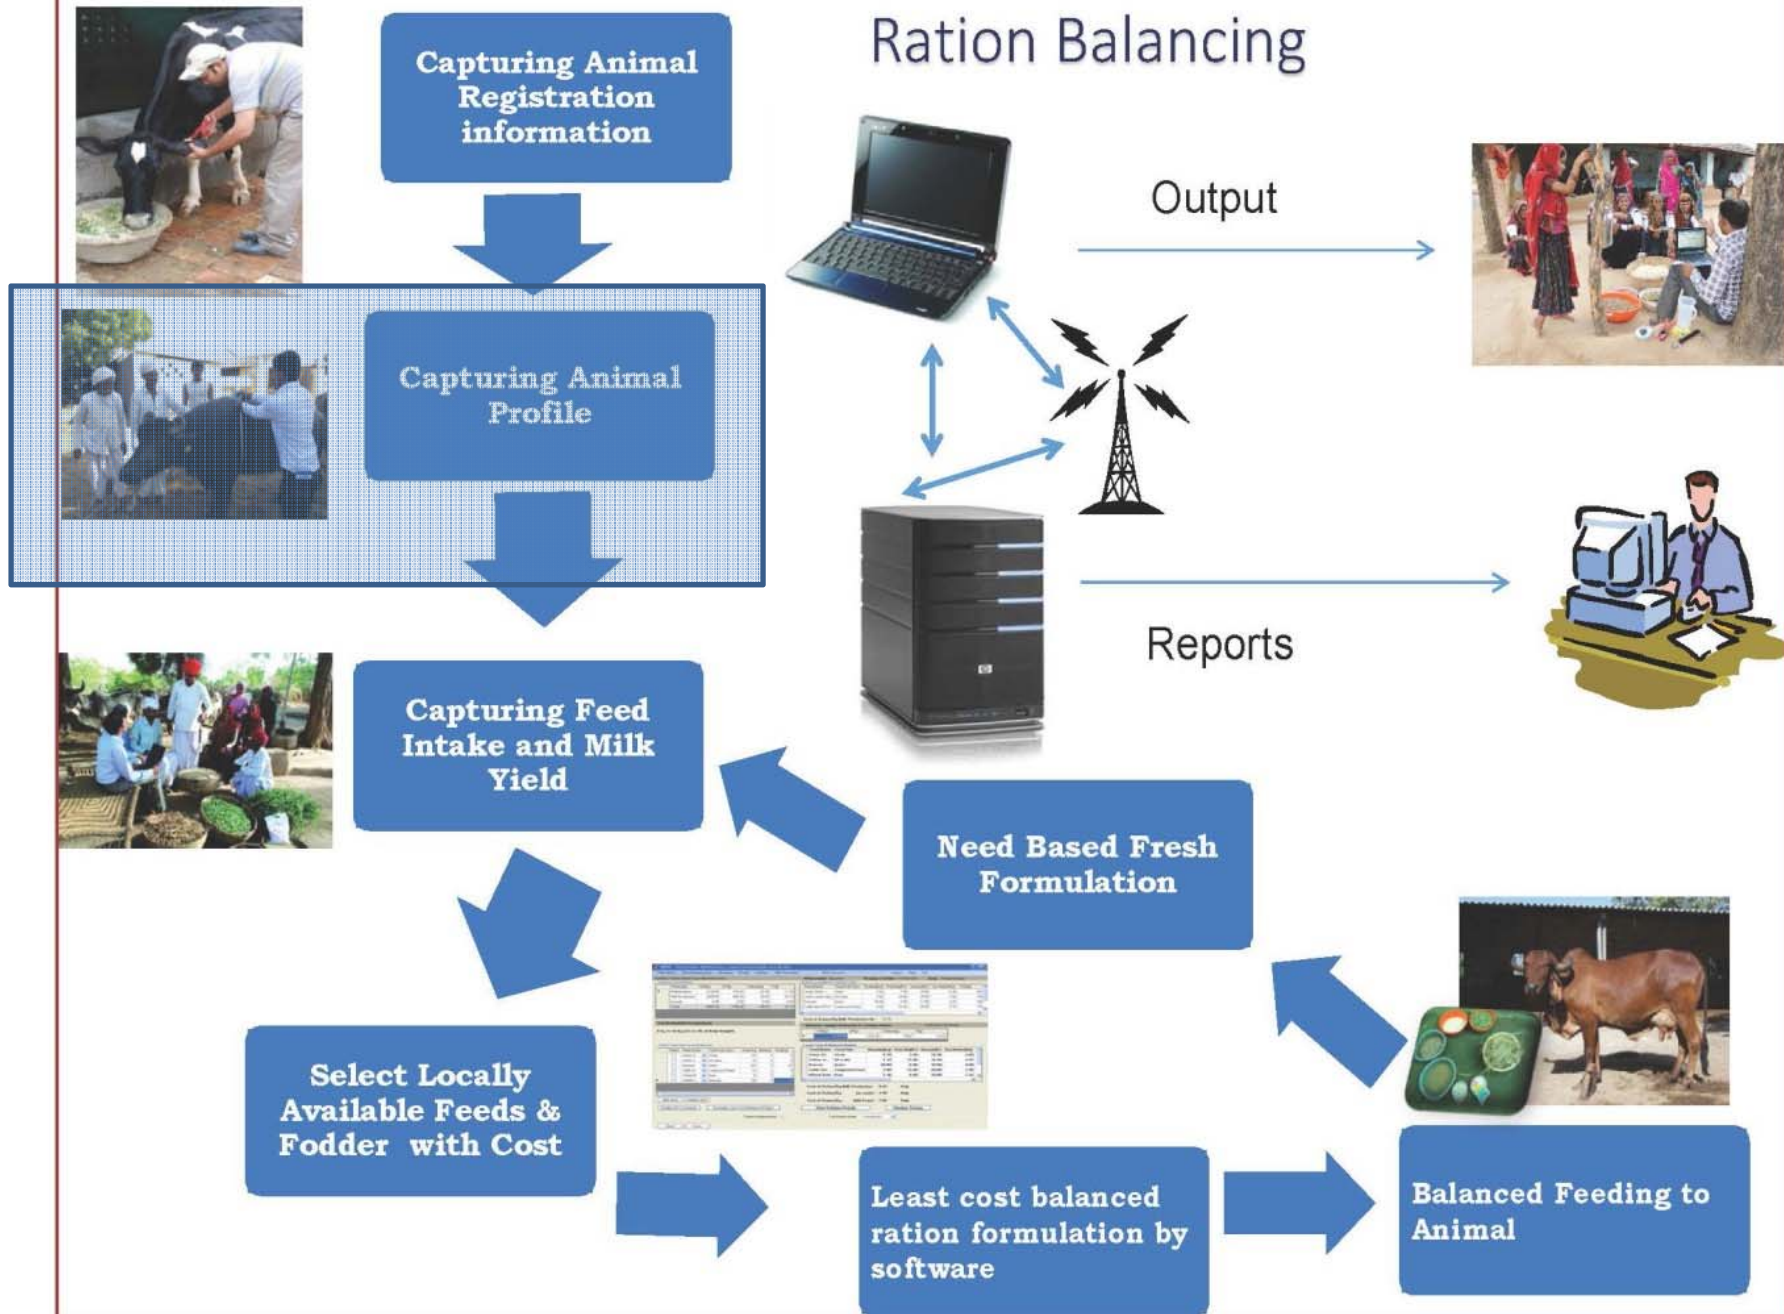 Ration Balancing
Capturing Animal
Registration
information
Output
Capturing Animal
Profile
Reports
Capturing Feed
Intake and Milk
Yield
Need Based Fresh
Formulation
Select Locally
Available Feeds &
Fodder with Cost
Least cost balanced
ration formulation by
software
Balanced Feeding to
Animal